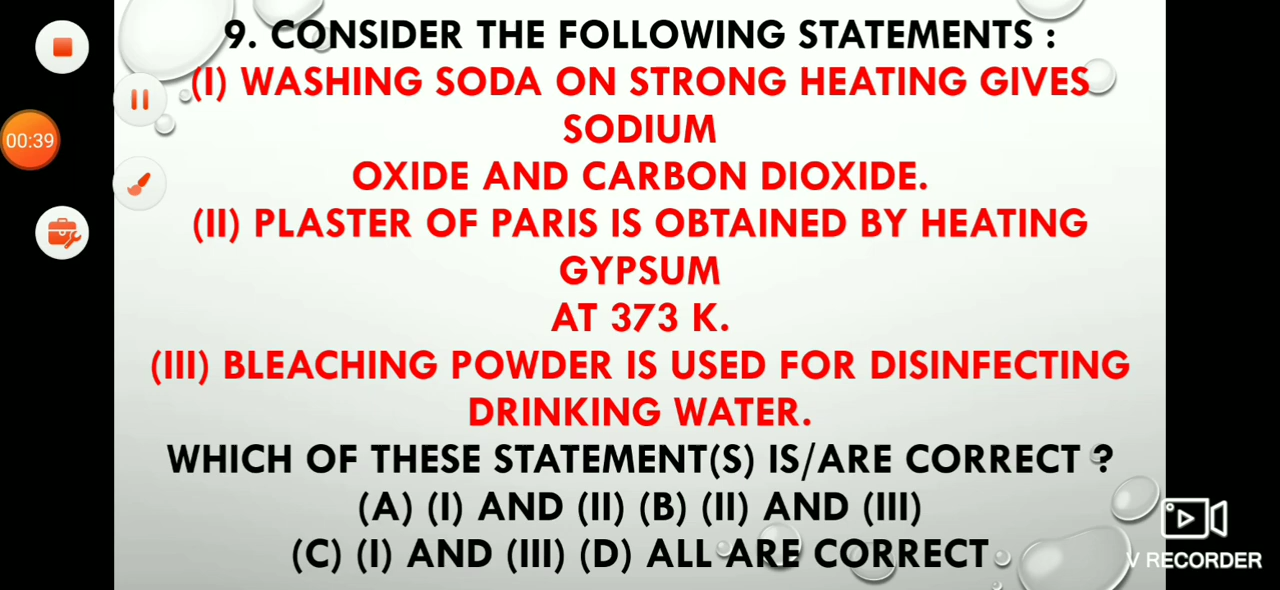 9. CONSIDER THE FOLLOWING STATEMENTS :
(I) WASHING SODA ON STRONG HEATING GIVES
SODIUM
OXIDE AND CARBON DIOXIDE.
(II) PLASTER OF PARIS IS OBTAINED BY HEATING
GYPSUM
AT 373 K.
(III) BLEACHING POWDER IS USED FOR DISINFECTING
DRINKING WATER.
WHICH OF THESE STATEMENT(S) IS/ARE CORRECT ?
(A) (I) AND (II) (B) (II) AND (III)
(C) (I) AND (III) (D) ALL ARE CORRECT
00:39
V RECORDER